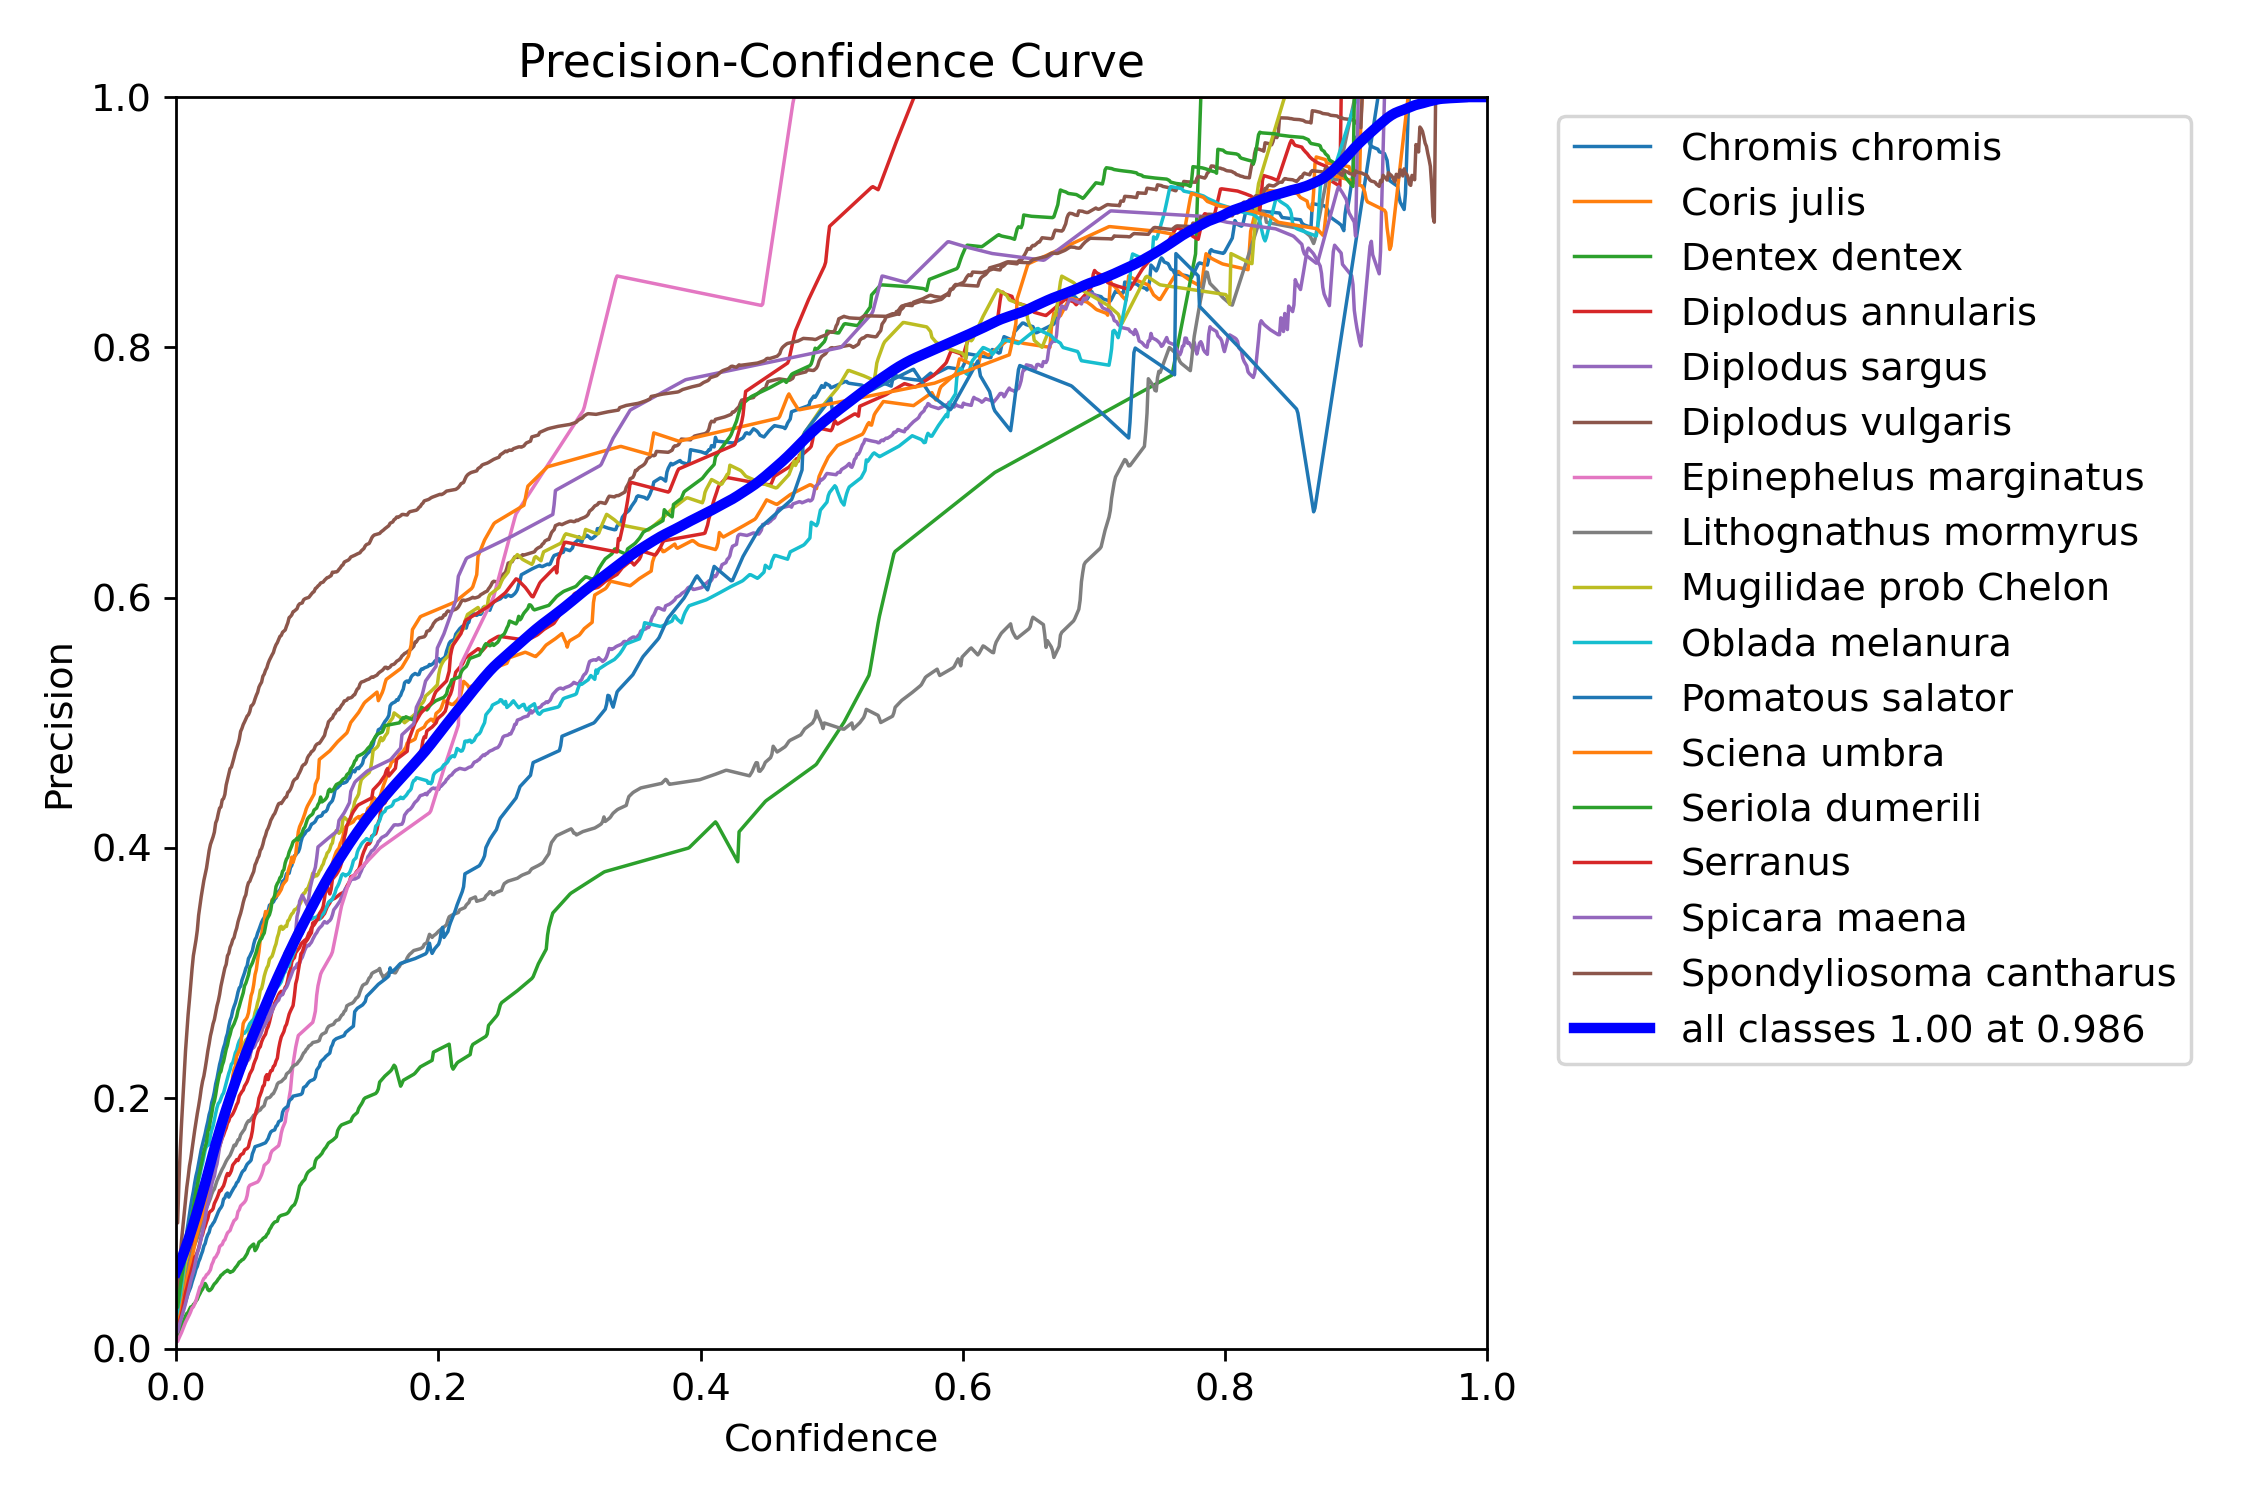 Precision-Confidence Curve
1.0
0.8
0.6
0.4
0.2
0.0
Precision
0.0 0.2 0.4 0.6 0.8 1.0
Confidence
Chromis chromis
Coris julis
Dentex dentex
Diplodus annularis
Diplodus sargus
Diplodus vulgaris
Epinephelus marginatus
Lithognathus mormyrus
Mugilidae prob Chelon
Oblada melanura
Pomatous salator
Sciena umbra
Seriola dumerili
Serranus
Spicara maena
Spondyliosoma cantharus
all classes 1.00 at 0.986